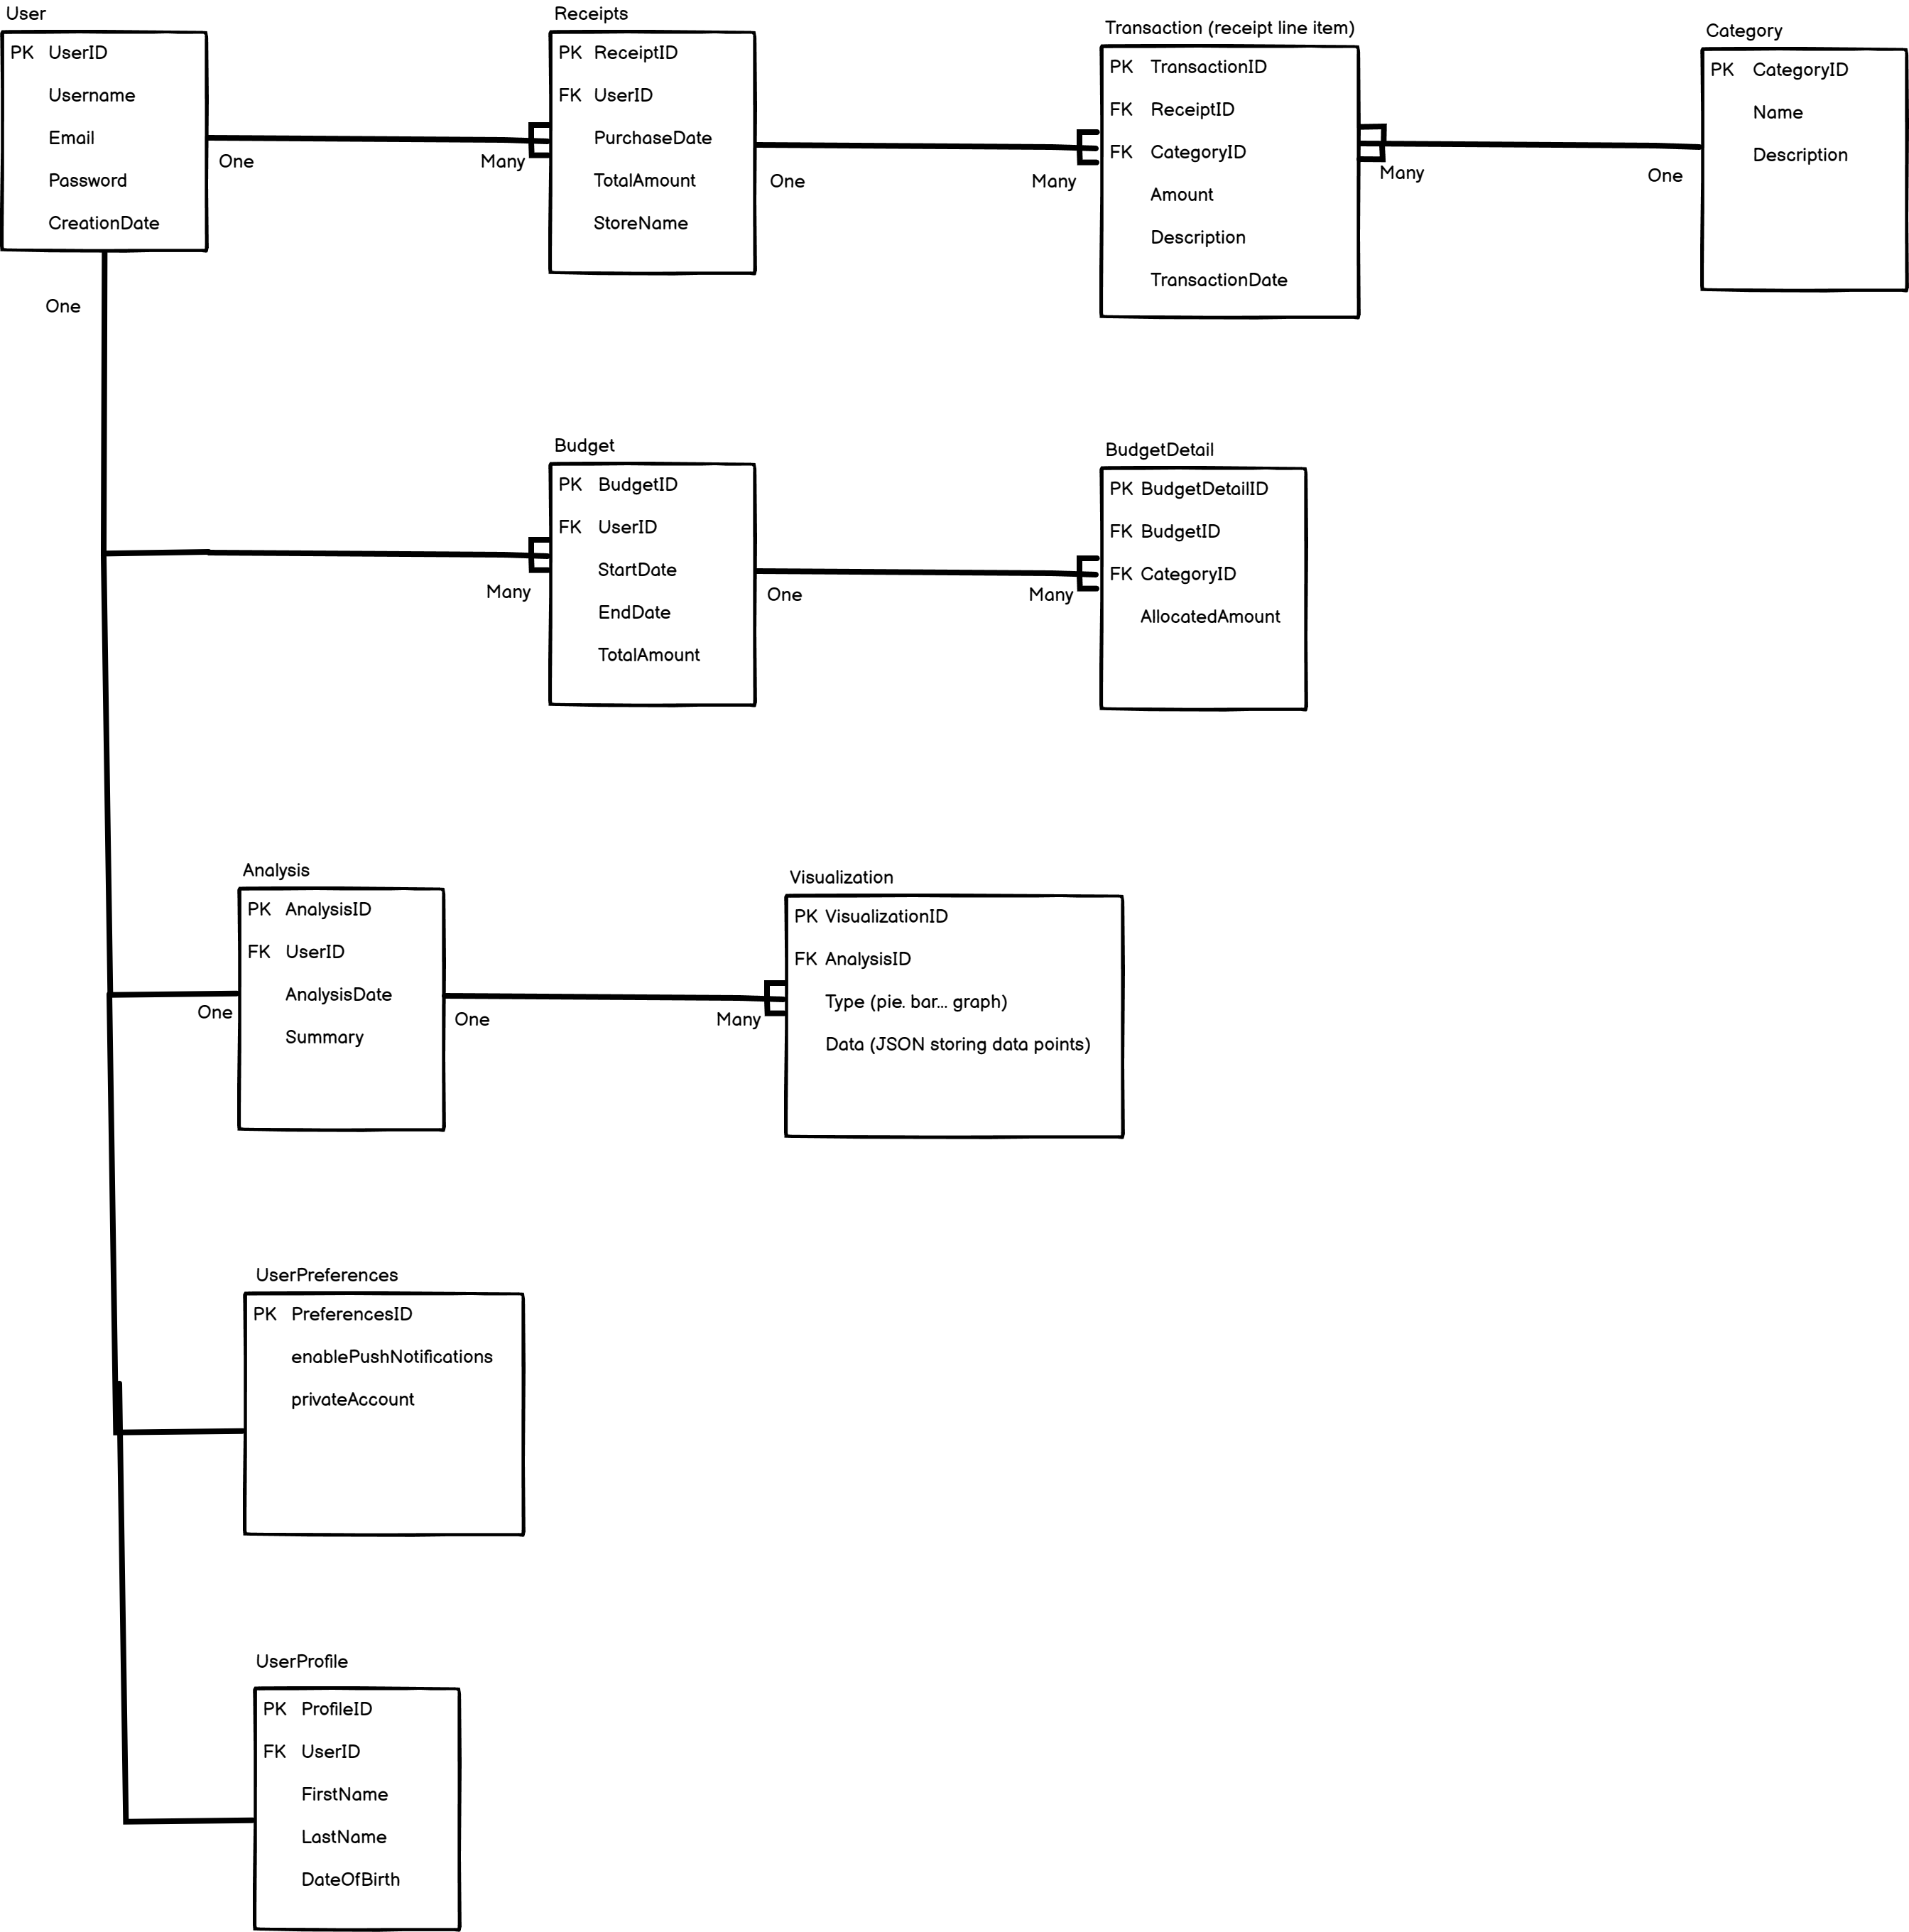 User
PK UserID
Username
Email
Password
CreationDate
One
Many
Receipts
PK ReceiptID
FK UserID
PurchaseDate
TotalAmount
StoreName
One
Many
Transaction (receipt line item)
PK TransactionID
FK ReceiptID
FK CategoryID
Amount
Description
TransactionDate
Many
One
Category
PK CategoryID
Name
Description
One
Budget
PK BudgetID
FK UserID
StartDate
EndDate
TotalAmount
Many
One
Many
BudgetDetail
PK BudgetDetailID
FK BudgetID
FK CategoryID
AllocatedAmount
Analysis
PK AnalysisID
FK UserID
AnalysisDate
Summary
One
One
Many
Visualization
PK VisualizationID
FK AnalysisID
Type (pie. bar... graph)
Data (JSON storing data points)
UserPreferences
PK PreferencesID
enablePushNotifications
privateAccount
UserProfile
PK ProfileID
FK UserID
FirstName
LastName
DateOfBirth